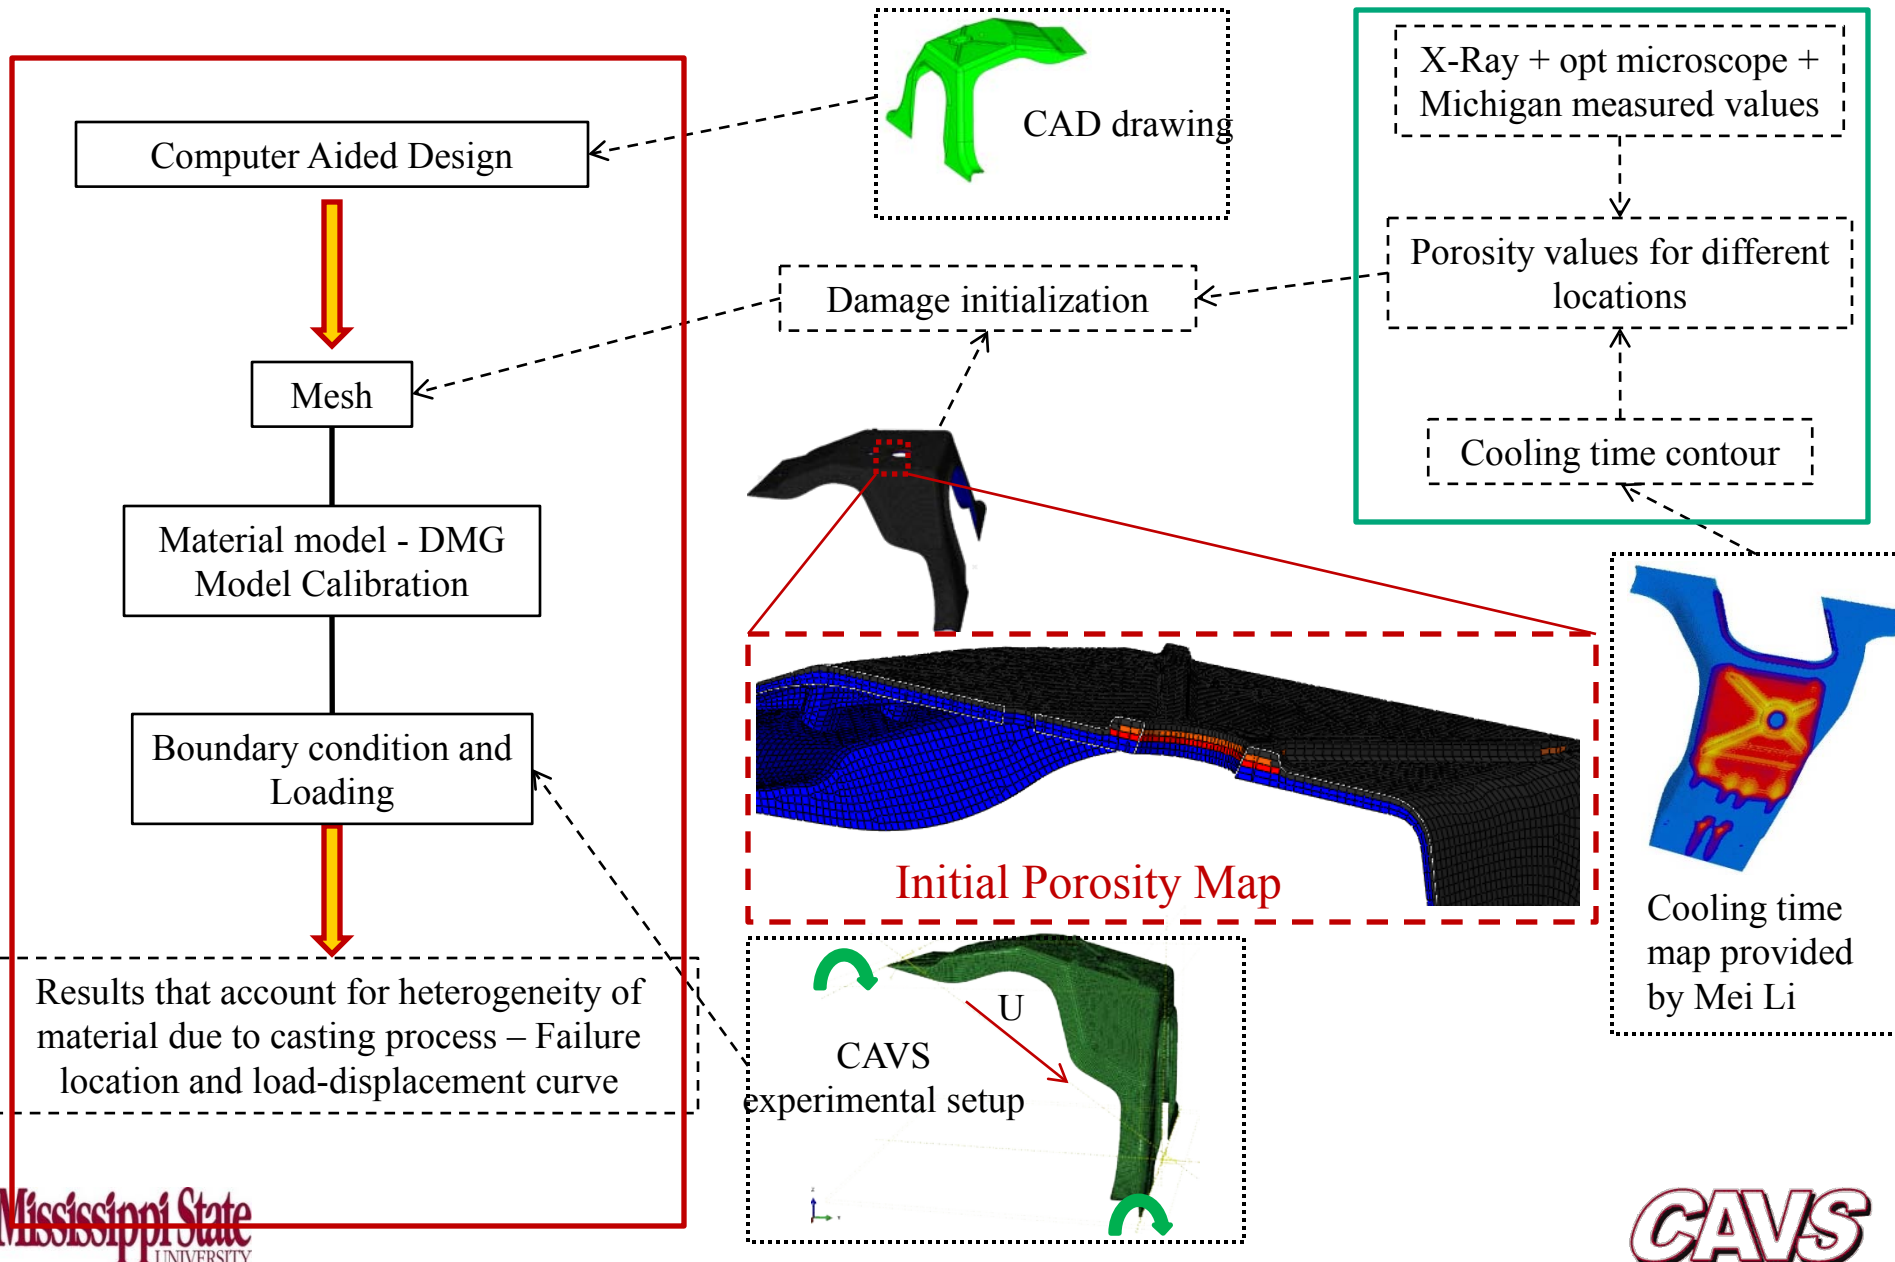 Computer Aided Design
Mesh
Material model - DMG
Model Calibration
Boundary condition and
Loading
Results that account for heterogeneity of
material due to casting process – Failure
location and load-displacement curve
CAD drawing
Damage initialization
X-Ray + opt microscope +
Michigan measured values
Porosity values for different
locations
Cooling time contour
Initial Porosity Map
Cooling time
map provided
by Mei Li
U
CAVS
experimental setup
Mississippi State
UNIVERSITY
CAVS